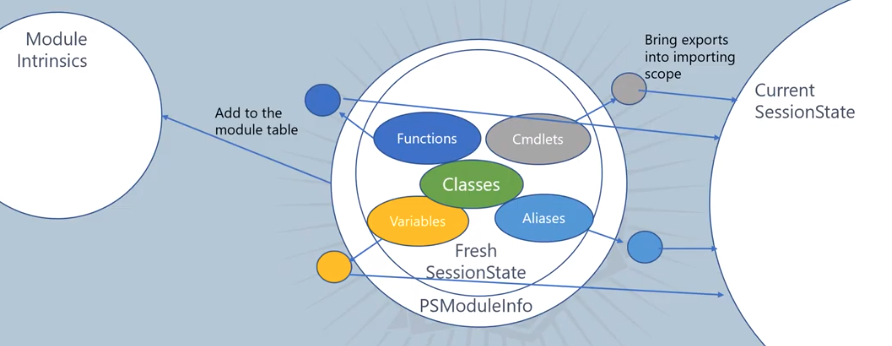 Module
Intrinsics
Add to the
module table
Functions
Cmdlets
Classes
Variables
Aliases
Fresh
SessionState
PSModuleInfo
Bring exports
into importing
scope
Current
SessionState